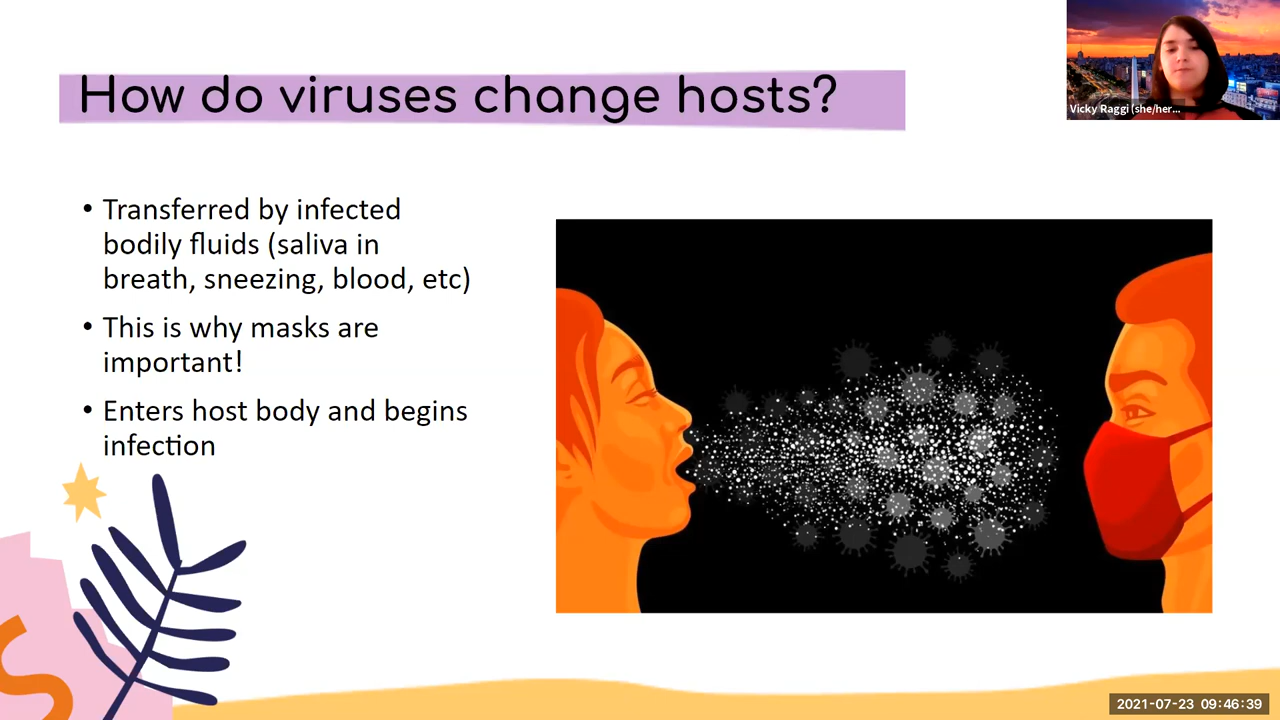 How do viruses change hosts?
Vicky Raggi (she/her...
• Transferred by infected
bodily fluids (saliva in
breath, sneezing, blood, etc)
• This is why masks are
important!
• Enters host body and begins
infection
S
2021-07-23 09:46:39